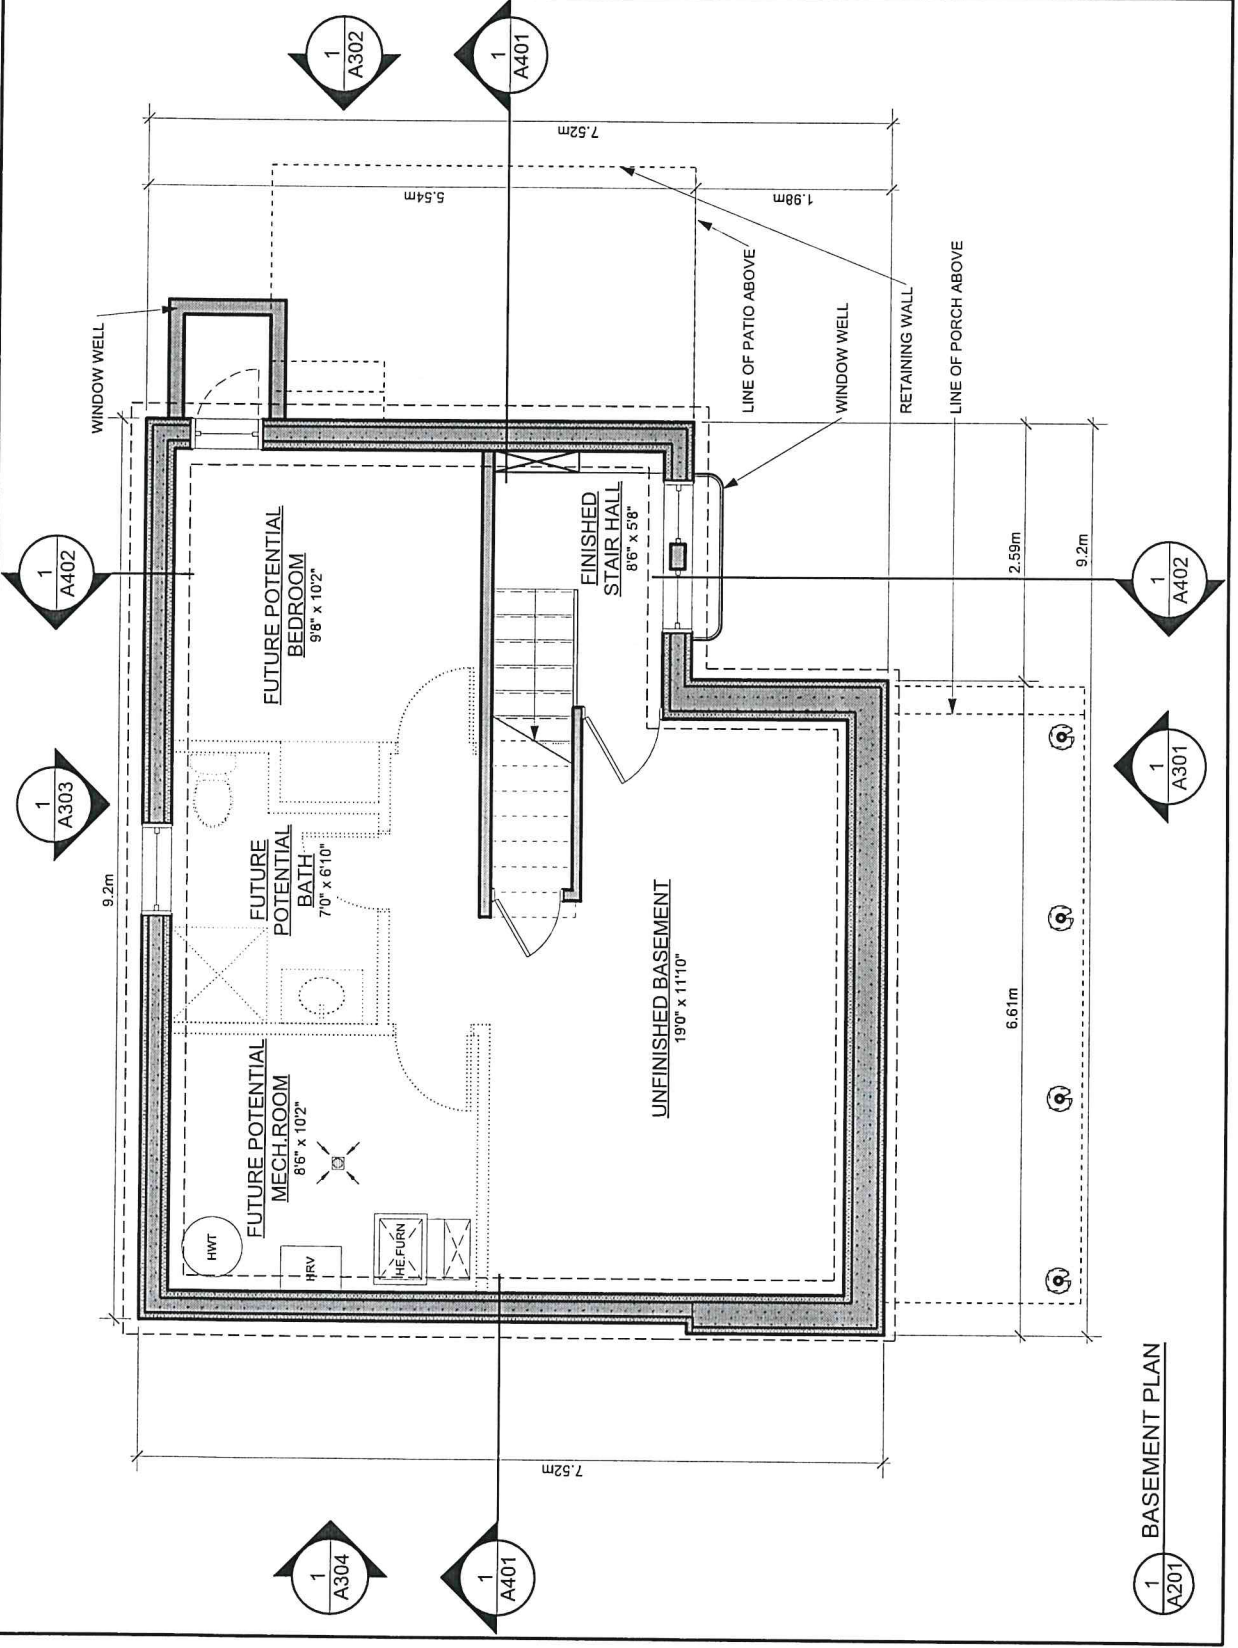 1
A302
1
A401
7.52m
5.54m
1.98m
WINDOW WELL
LINE OF PATIO ABOVE
WINDOW WELL
RETAINING WALL
LINE OF PORCH ABOVE
1
A402
FUTURE POTENTIAL
BEDROOM
9'8" x 10'2"
FINISHED
STAIR HALL
8'6" x 5'8"
2.59m
9.2m
1
A402
1
A303
9.2m
FUTURE
POTENTIAL
BATH
7'0" x 6'10"
UNFINISHED BASEMENT
19'0" x 11'10"
6.61m
1
A301
FUTURE POTENTIAL
MECH.ROOM
8'6" x 10'2"
HWT
HRV
HE.FURN
7.52m
1
A304
1
A401
1
A201
BASEMENT PLAN